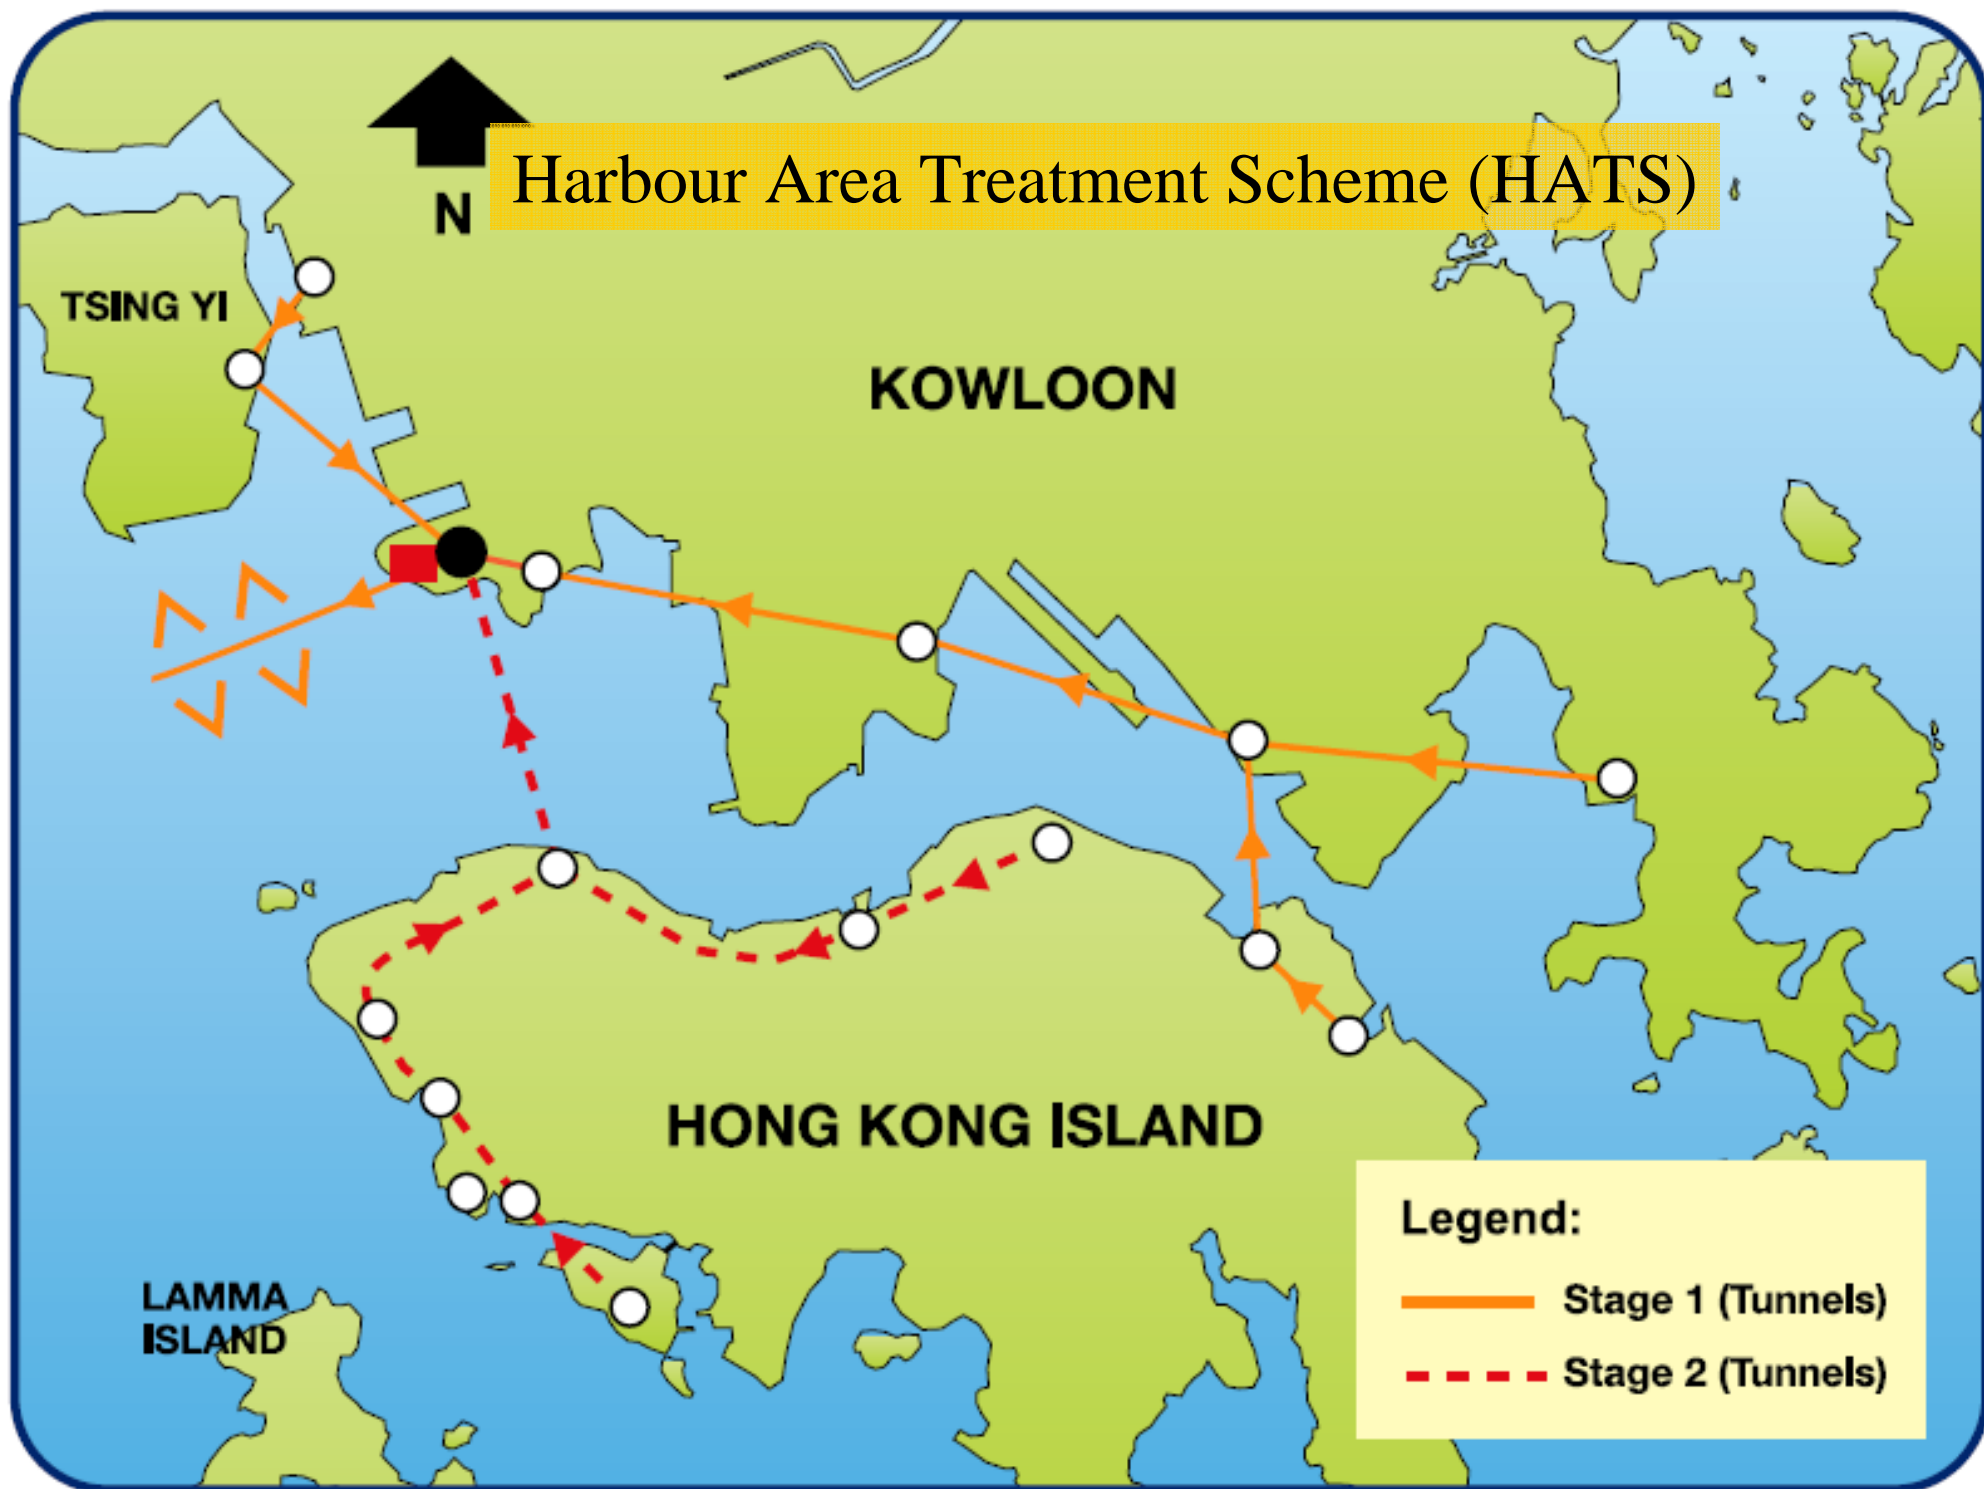 N
Harbour Area Treatment Scheme (HATS)
TSING YI
KOWLOON
HONG KONG ISLAND
LAMMA
ISLAND
Legend:
Stage 1 (Tunnels)
Stage 2 (Tunnels)